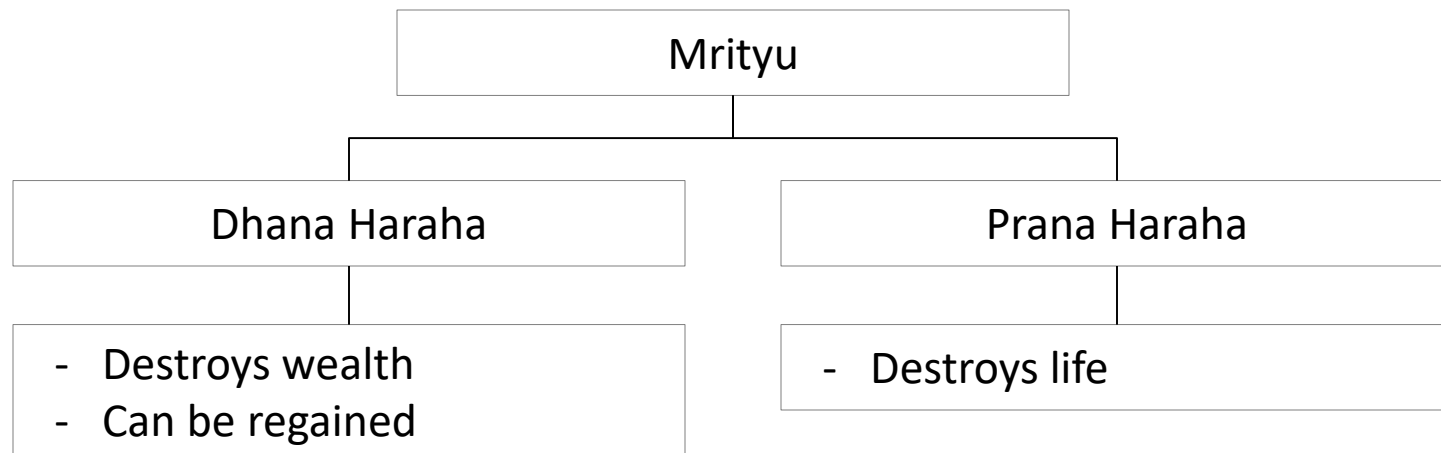 Mrityu
Dhana Haraha
Prana Haraha
- Destroys wealth
- Can be regained
- Destroys life